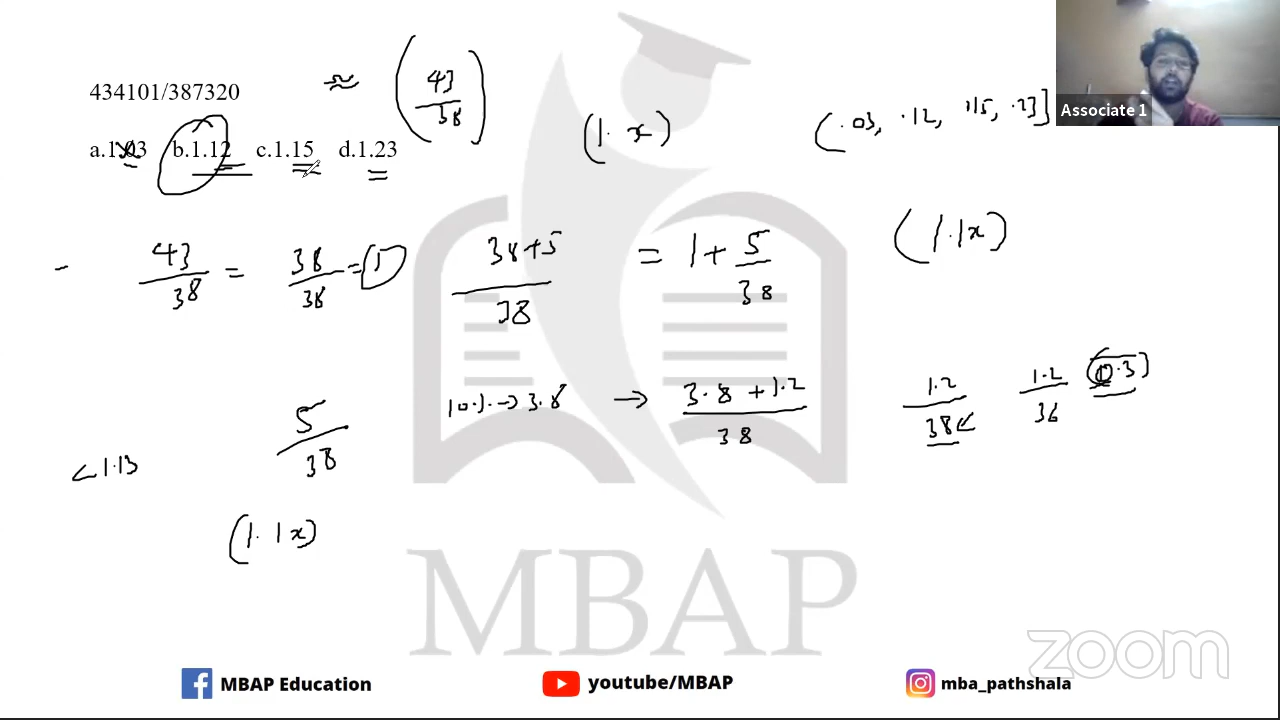 434101/387320 ≈ (43/38)
a.1.03 b.1.12 c.1.15 d.1.23
(1. x)
(.03, .12, .15, .23]
Associate 1
- 43/38 = 38/38 = 1 38+5/38 = 1 + 5/38
(1.1x)
5/38 10% → 3.8 → 3.8 + 1.2/38 1.2/38 1.2/36 0.3
< 1.13
(1.1x)
MBAP
zoom
MBAP Education youtube/MBAP mba_pathshala